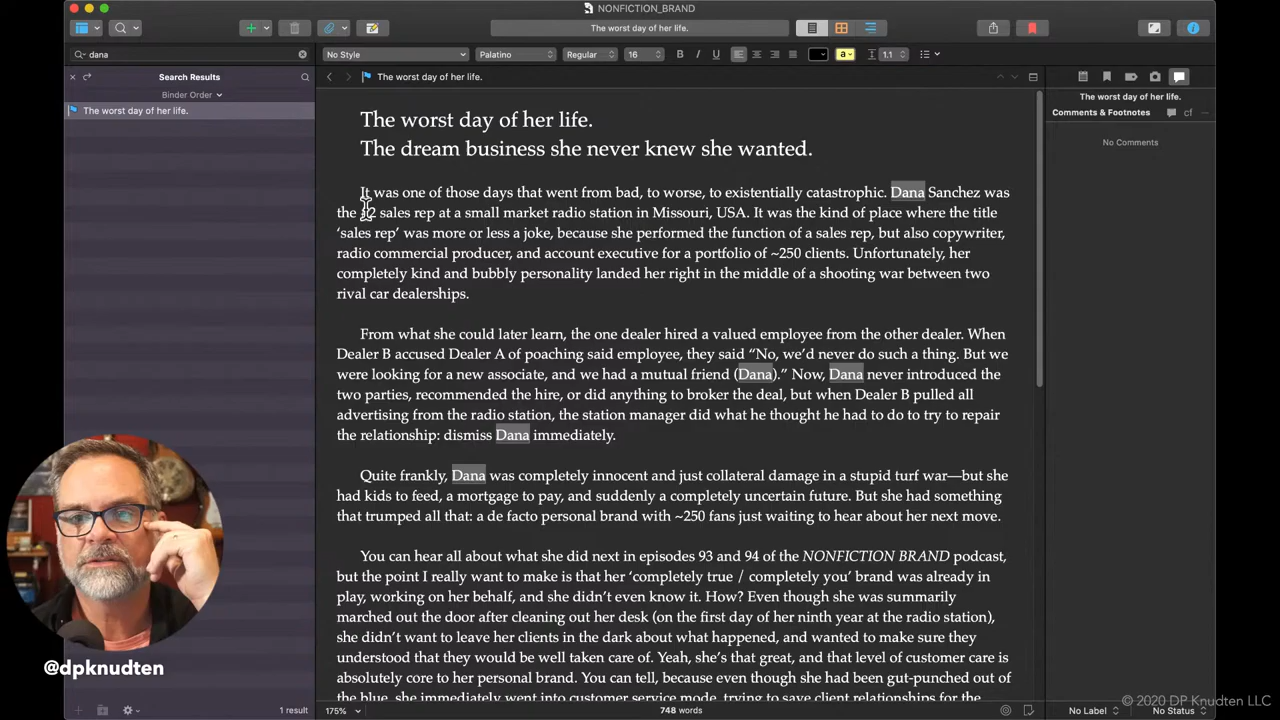 NONFICTION_BRAND
The worst day of her life.
dana
No Style
Palatino
Regular
16
B
I
U
a
1.1
Search Results
The worst day of her life.
Binder Order
The worst day of her life.
The worst day of her life.
Comments & Footnotes
cf
No Comments
The worst day of her life.
The dream business she never knew she wanted.
It was one of those days that went from bad, to worse, to existentially catastrophic. Dana Sanchez was
the 2 sales rep at a small market radio station in Missouri, USA. It was the kind of place where the title
‘sales rep’ was more or less a joke, because she performed the function of a sales rep, but also copywriter,
radio commercial producer, and account executive for a portfolio of ~250 clients. Unfortunately, her
completely kind and bubbly personality landed her right in the middle of a shooting war between two
rival car dealerships.
From what she could later learn, the one dealer hired a valued employee from the other dealer. When
Dealer B accused Dealer A of poaching said employee, they said “No, we’d never do such a thing. But we
were looking for a new associate, and we had a mutual friend (Dana).” Now, Dana never introduced the
two parties, recommended the hire, or did anything to broker the deal, but when Dealer B pulled all
advertising from the radio station, the station manager did what he thought he had to do to try to repair
the relationship: dismiss Dana immediately.
Quite frankly, Dana was completely innocent and just collateral damage in a stupid turf war—but she
had kids to feed, a mortgage to pay, and suddenly a completely uncertain future. But she had something
that trumped all that: a de facto personal brand with ~250 fans just waiting to hear about her next move.
You can hear all about what she did next in episodes 93 and 94 of the NONFICTION BRAND podcast,
but the point I really want to make is that her ‘completely true / completely you’ brand was already in
play, working on her behalf, and she didn’t even know it. How? Even though she was summarily
marched out the door after cleaning out her desk (on the first day of her ninth year at the radio station),
she didn’t want to leave her clients in the dark about what happened, and wanted to make sure they
understood that they would be well taken care of. Yeah, she’s that great, and that level of customer care is
absolutely core to her personal brand. You can tell, because even though she had been gut-punched out of
the blue, she immediately went into customer service mode, trying to save client relationships for the
@dpknudten
1 result
175%
748 words
No Label
No Status
© 2020 DP Knudten LLC